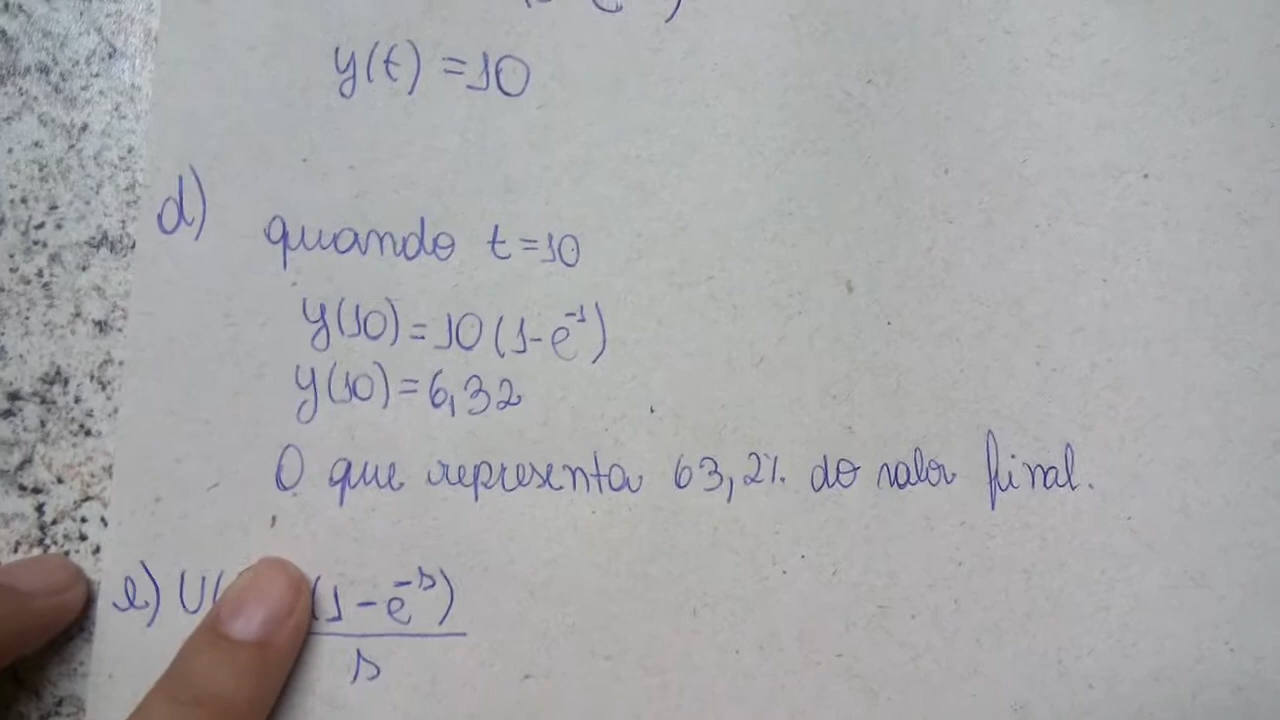 y(t) = 10
d)
quando t = 10
y(10) = 10 (1 - e⁻¹)
y(10) = 6,32
O que representa 63,2% do valor final.
e) U( (1 - e⁻ˢ)
s